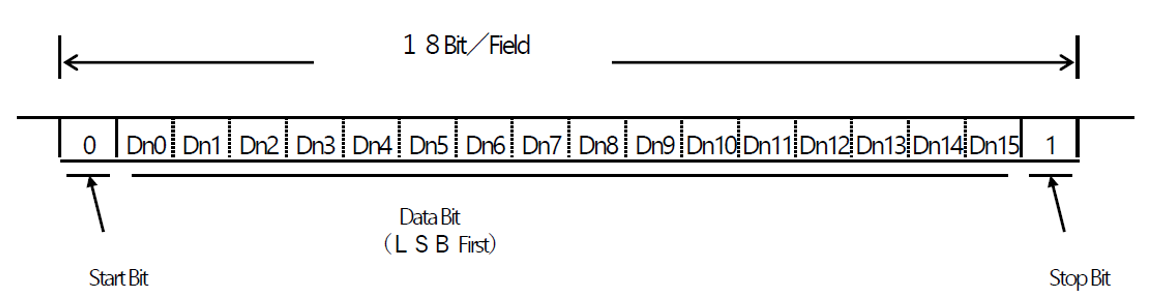 １８Bit／Field
0 Dn0 Dn1 Dn2 Dn3 Dn4 Dn5 Dn6 Dn7 Dn8 Dn9 Dn10 Dn11 Dn12 Dn13 Dn14 Dn15 1
Data Bit
（ＬＳＢ First）
Start Bit
Stop Bit